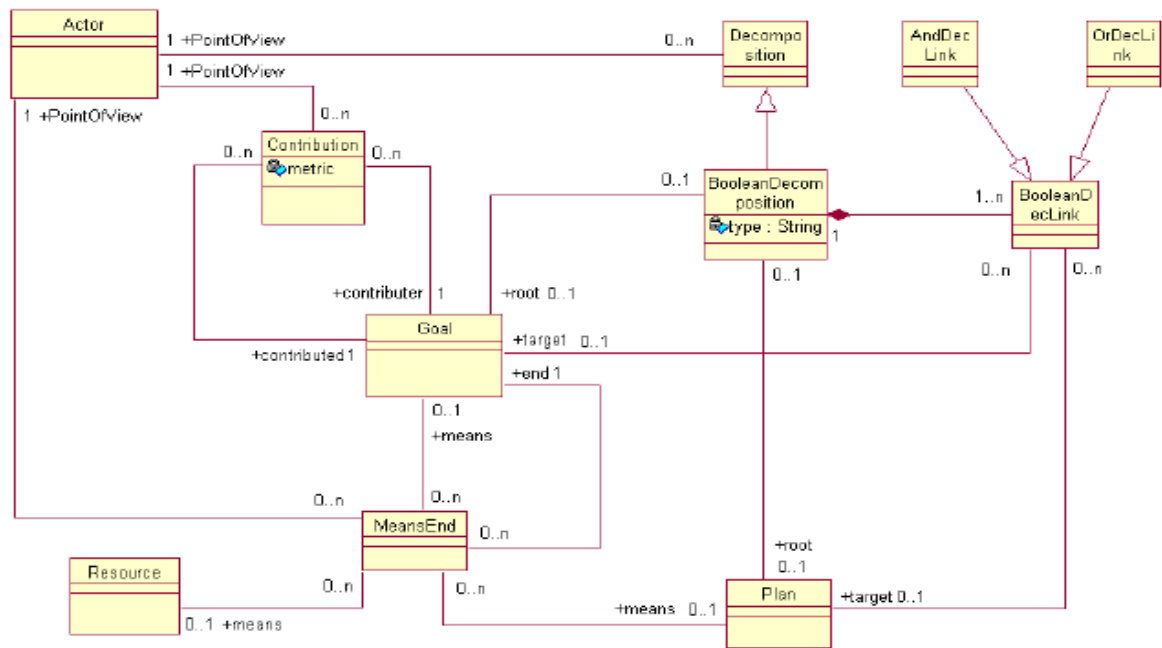 Actor
1 +PointOfView
0..n
Decompo
sition
AndDec
Link
OrDecLi
nk
1 +PointOfView
1 +PointOfView
0..n
0..n
Contribution
metric
0..n
0..1
BooleanDecom
position
type : String
1
1..n
BooleanD
ecLink
0..1
0..n
0..n
+contributer
1
+root 0..1
Goal
+contributed 1
+target 0..1
+end 1
0..1
+means
0..n
0..n
MeansEnd
0..n
Resource
0..n
0..n
0..1 +means
+root
0..1
+means 0..1
Plan
+target 0..1